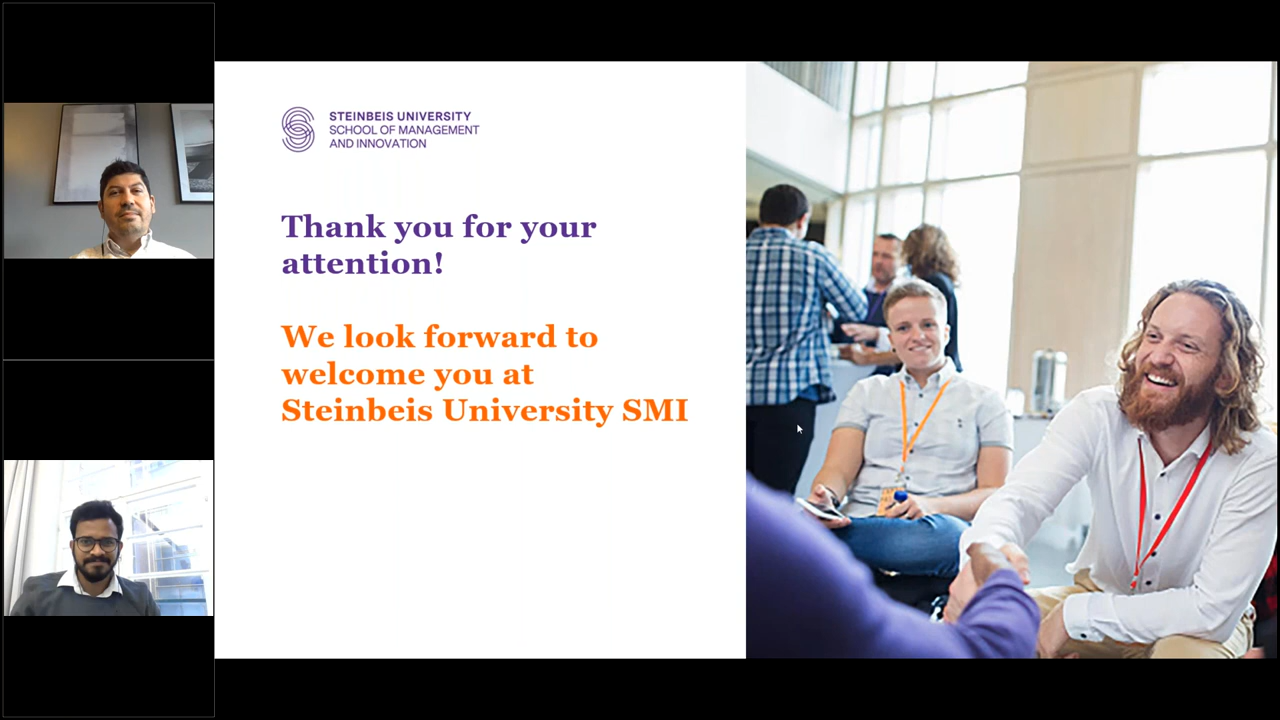 STEINBEIS UNIVERSITY
SCHOOL OF MANAGEMENT
AND INNOVATION
Thank you for your
attention!
We look forward to
welcome you at
Steinbeis University SMI